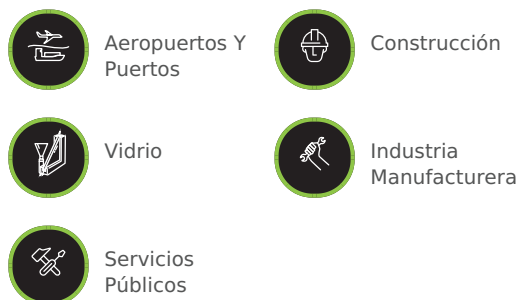 Aeropuertos Y
Puertos
Construcción
Vidrio
Industria
Manufacturera
Servicios
Públicos